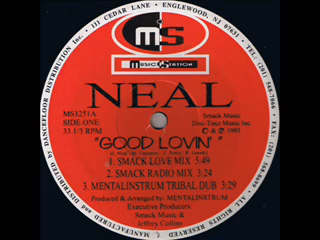 m's
MUSIC STATION
NEAL
MS1251A
SIDE ONE
33.1/3 RPM
Smack Music
Disc-Tinct Music Inc.
© & ℗ 1995
"GOOD LOVIN'"
1. SMACK LOVE MIX 5:49
2. SMACK RADIO MIX 3:24
3. MENTALINSTRUM TRIBAL DUB 3:29
Produced & Arranged by: MENTALINSTRUM
Executive Producers:
Smack Music &
Jeffrey Collins
MANUFACTURED AND DISTRIBUTED BY DANCEFLOOR DISTRIBUTION Inc. • 111 CEDAR LANE • ENGLEWOOD, NJ 07631
ALL RIGHTS RESERVED